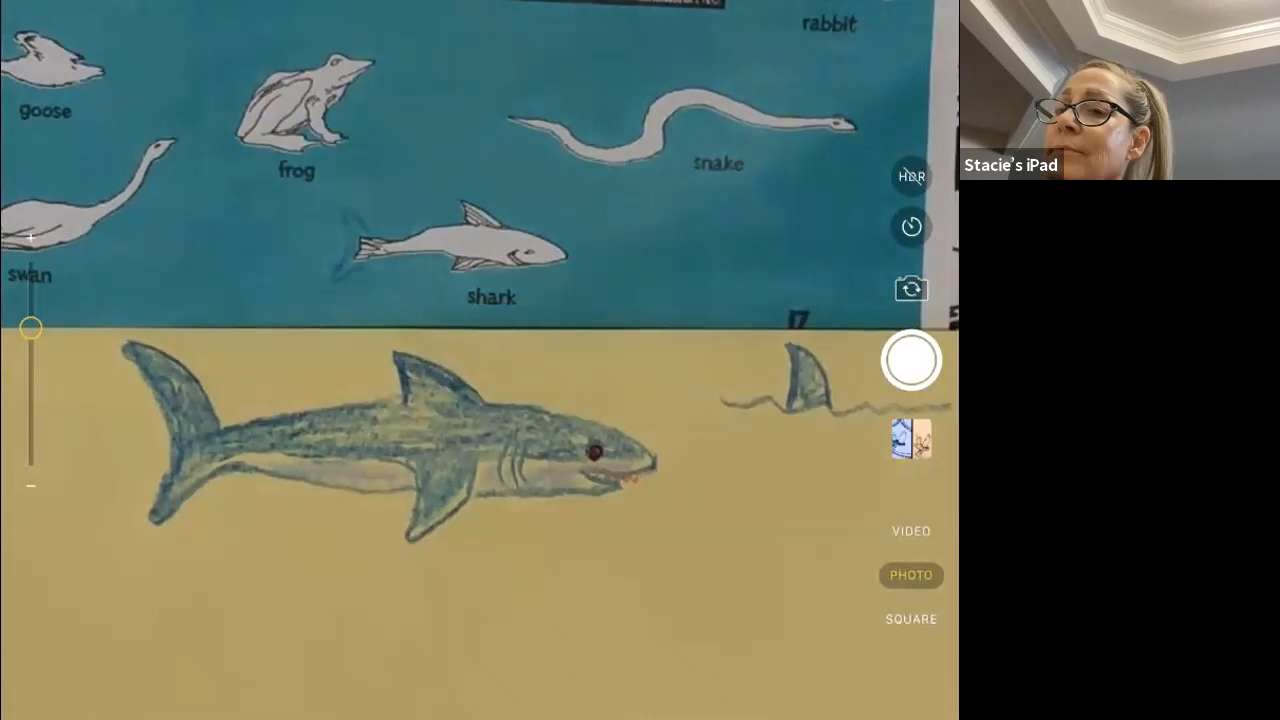 rabbit
goose
frog
snake
swan
shark
17
HDR
VIDEO
PHOTO
SQUARE
Stacie's iPad